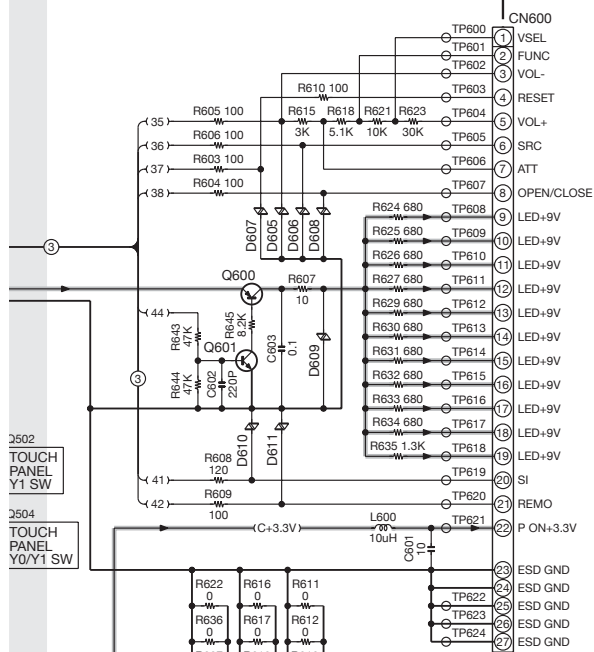 CN600
TP600 1 VSEL
TP601 2 FUNC
TP602 3 VOL-
R610 100 TP603 4 RESET
35 R605 100 R615 3K R618 5.1K R621 10K R623 30K TP604 5 VOL+
36 R606 100 TP605 6 SRC
37 R603 100 TP606 7 ATT
38 R604 100 TP607 8 OPEN/CLOSE
D607 D605 D606 D608
R624 680 TP608 9 LED+9V
R625 680 TP609 10 LED+9V
R626 680 TP610 11 LED+9V
R627 680 TP611 12 LED+9V
R629 680 TP612 13 LED+9V
R630 680 TP613 14 LED+9V
R631 680 TP614 15 LED+9V
R632 680 TP615 16 LED+9V
R633 680 TP616 17 LED+9V
R634 680 TP617 18 LED+9V
R635 1.3K TP618 19 LED+9V
3
Q600 R607 10
44
R643 47K
R645 8.2K
Q601
C603 0.1
D609
R644 47K
C602 220P
3
D610 D611
Q502
TOUCH
PANEL
Y1 SW
41 R608 120 TP619 20 SI
42 R609 100 TP620 21 REMO
Q504
TOUCH
PANEL
Y0/Y1 SW
(C+3.3V) L600 10uH TP621 22 P ON+3.3V
C601 10
23 ESD GND
24 ESD GND
TP622 25 ESD GND
TP623 26 ESD GND
TP624 27 ESD GND
R622 0 R616 0 R611 0
R636 0 R617 0 R612 0